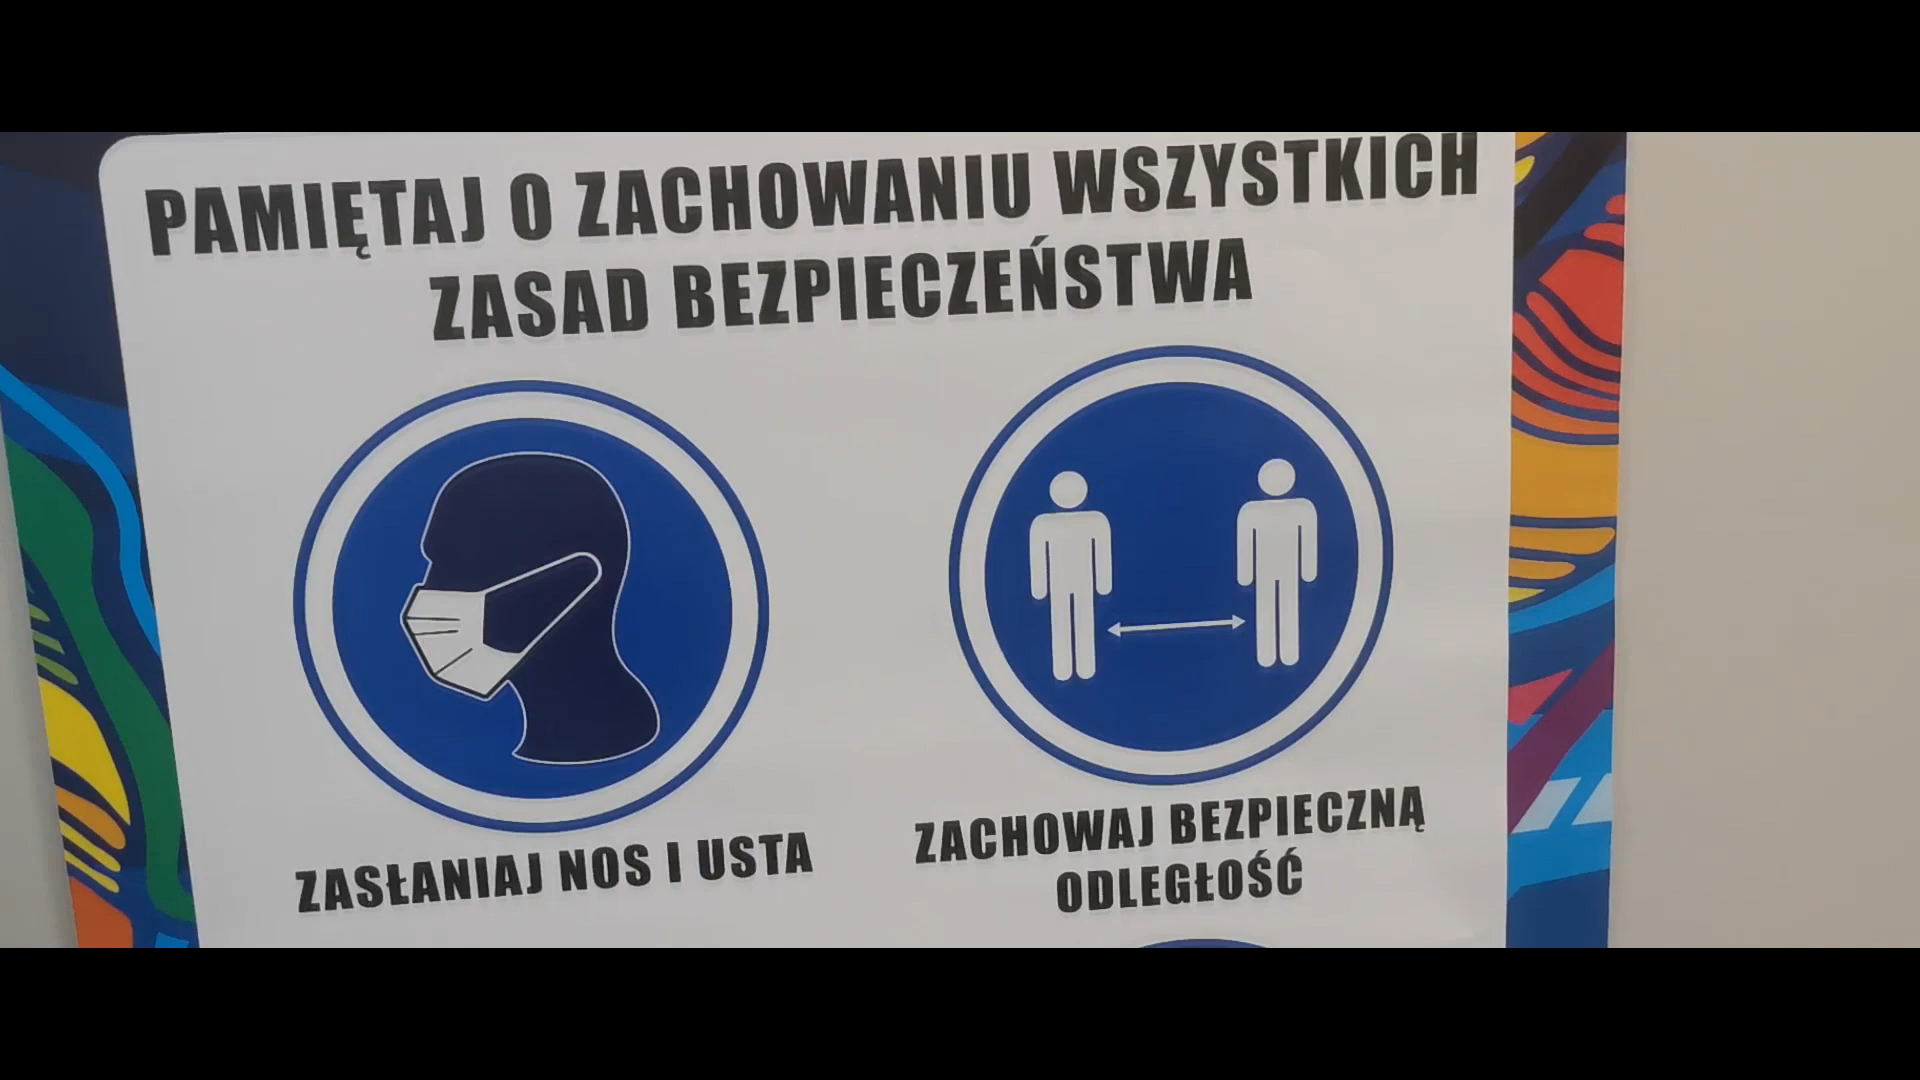 PAMIĘTAJ O ZACHOWANIU WSZYSTKICH
ZASAD BEZPIECZEŃSTWA
ZASŁANIAJ NOS I USTA
ZACHOWAJ BEZPIECZNĄ
ODLEGŁOŚĆ